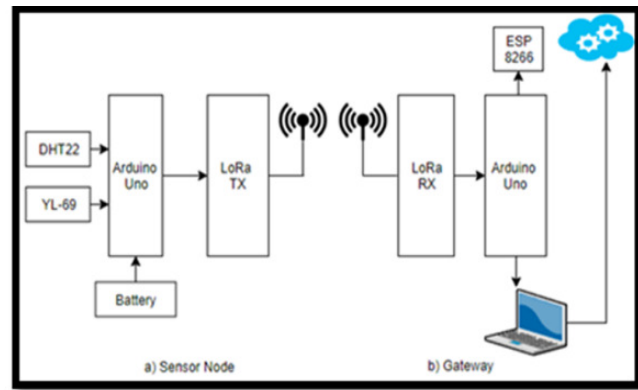 ESP
8266
DHT22
YL-69
Arduino
Uno
LoRa
TX
LoRa
RX
Arduino
Uno
Battery
a) Sensor Node
b) Gateway